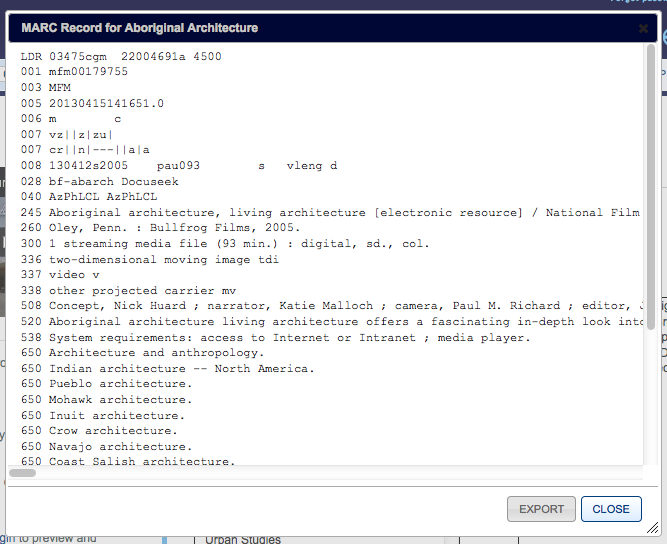 MARC Record for Aboriginal Architecture
LDR 03475cgm  22004691a 4500
001 mfm00179755
003 MFM
005 20130415141651.0
006 m        c
007 vz||z|zu|
007 cr||n|---||a|a
008 130412s2005    pau093        s   vleng d
028 bf-abarch Docuseek
040 AzPhLCL AzPhLCL
245 Aboriginal architecture, living architecture [electronic resource] / National Film
260 Oley, Penn. : Bullfrog Films, 2005.
300 1 streaming media file (93 min.) : digital, sd., col.
336 two-dimensional moving image tdi
337 video v
338 other projected carrier mv
508 Concept, Nick Huard ; narrator, Katie Malloch ; camera, Paul M. Richard ; editor,
520 Aboriginal architecture living architecture offers a fascinating in-depth look into
538 System requirements: access to Internet or Intranet ; media player.
650 Architecture and anthropology.
650 Indian architecture -- North America.
650 Pueblo architecture.
650 Mohawk architecture.
650 Inuit architecture.
650 Crow architecture.
650 Navajo architecture.
650 Coast Salish architecture.
EXPORT CLOSE
to preview and
Urban Studies